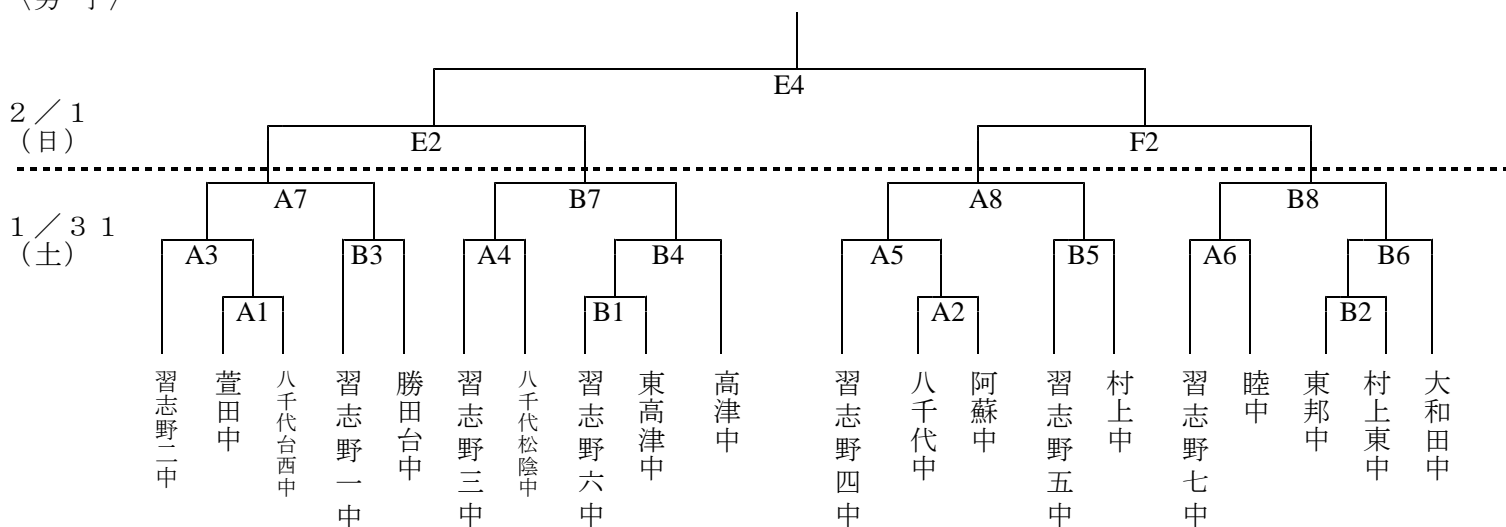 E4
2／1
（日）
E2
F2
A7
B7
A8
B8
1／31
（土）
A3
B3
A4
B4
A5
B5
A6
B6
A1
B1
A2
B2
習志野二中
萱田中
八千代台西中
習志野一中
勝田台中
習志野三中
八千代松陰中
習志野六中
東高津中
高津中
習志野四中
八千代中
阿蘇中
習志野五中
村上中
習志野七中
睦中
東邦中
村上東中
大和田中